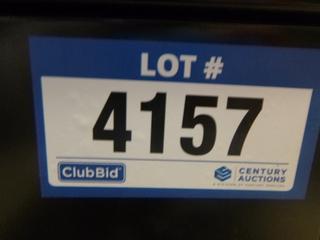 LOT #
4157
ClubBid
CENTURY
AUCTIONS